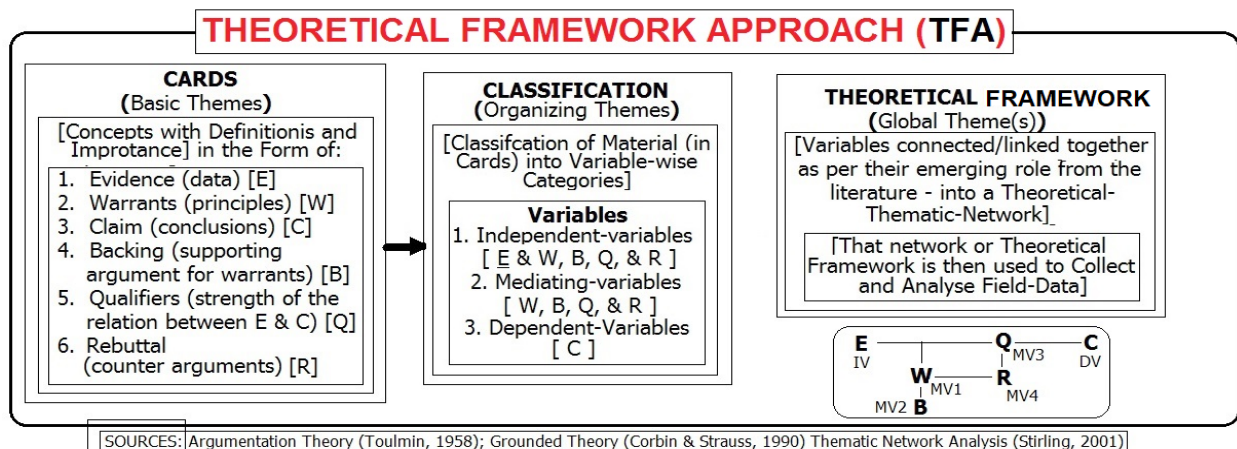 THEORETICAL FRAMEWORK APPROACH (TFA)
CARDS
(Basic Themes)
[Concepts with Definitionis and
Improtance] in the Form of:
1. Evidence (data) [E]
2. Warrants (principles) [W]
3. Claim (conclusions) [C]
4. Backing (supporting
argument for warrants) [B]
5. Qualifiers (strength of the
relation between E & C) [Q]
6. Rebuttal
(counter arguments) [R]
CLASSIFICATION
(Organizing Themes)
[Classifcation of Material (in
Cards) into Variable-wise
Categories]
Variables
1. Independent-variables
[ E & W, B, Q, & R ]
2. Mediating-variables
[ W, B, Q, & R ]
3. Dependent-Variables
[ C ]
THEORETICAL FRAMEWORK
(Global Theme(s))
[Variables connected/linked together
as per their emerging role from the
literature - into a Theoretical-
Thematic-Network]
[That network or Theoretical
Framework is then used to Collect
and Analyse Field-Data]
E Q C
IV MV3 DV
W R
MV1 MV4
MV2 B
SOURCES: Argumentation Theory (Toulmin, 1958); Grounded Theory (Corbin & Strauss, 1990) Thematic Network Analysis (Stirling, 2001)